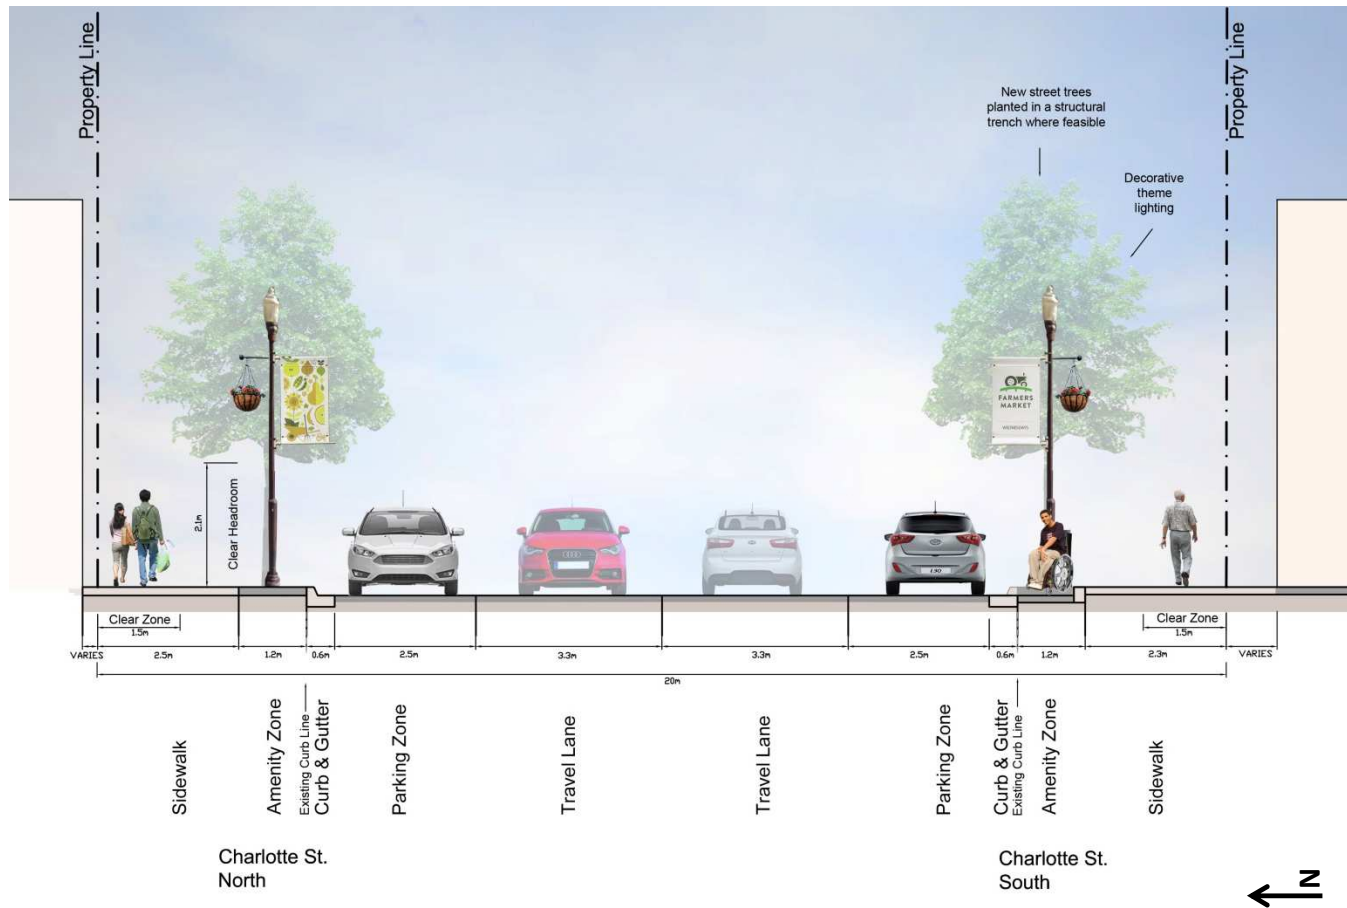 Property Line
Property Line
New street trees
planted in a structural
trench where feasible
Decorative
theme
lighting
FARMERS
MARKET
2.1m
Clear Headroom
i30
Clear Zone
1.5m
Clear Zone
1.5m
VARIES
2.5m
1.2m
0.6m
2.5m
3.3m
3.3m
2.5m
0.6m
1.2m
2.3m
VARIES
20m
Sidewalk
Amenity Zone
Existing Curb Line
Curb & Gutter
Parking Zone
Travel Lane
Travel Lane
Parking Zone
Curb & Gutter
Existing Curb Line
Amenity Zone
Sidewalk
Charlotte St.
North
Charlotte St.
South
N